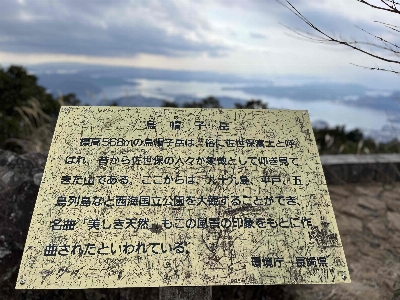 烏帽子岳
標高568mの烏帽子岳は、俗に佐世保富士と呼
ばれ、昔から佐世保の人々が象徴として仰ぎ見て
きた山である。ここからは、九十九島、平戸、五
島列島など西海国立公園を大観することができ、
名曲「美しき天然」もこの風景の印象をもとに作
曲されたといわれている。
環境庁・長崎県